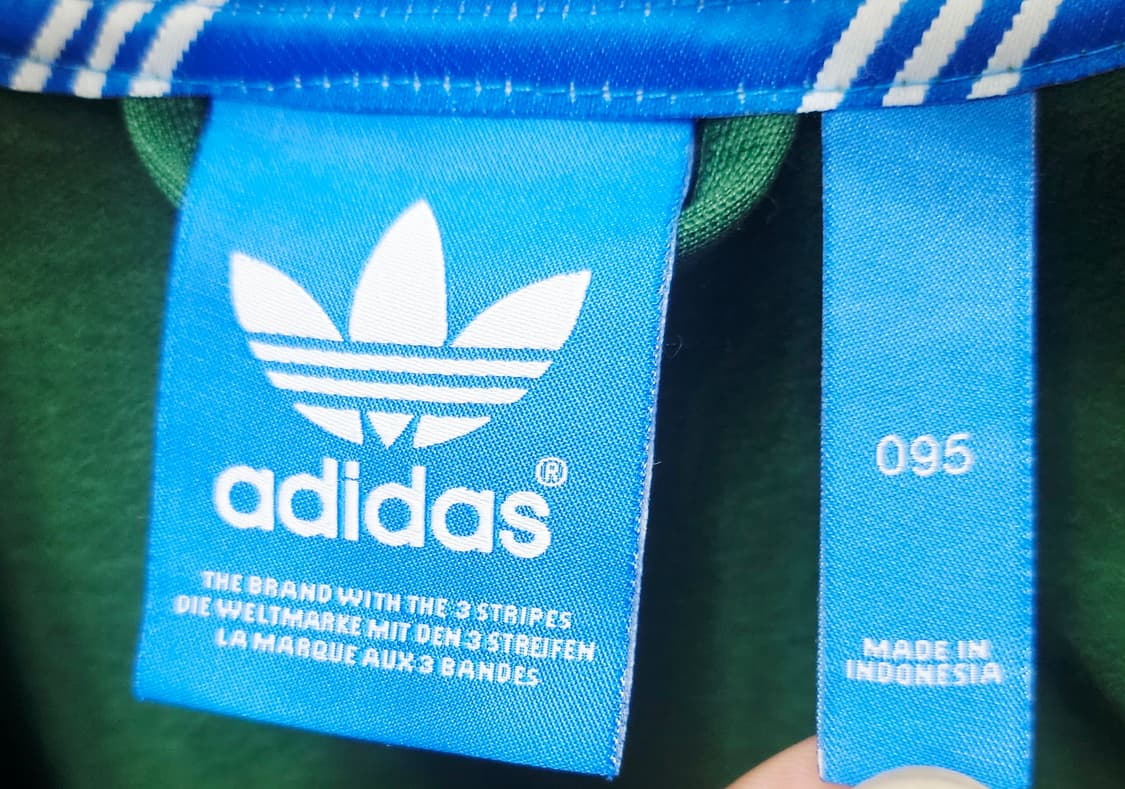 adidas®
THE BRAND WITH THE 3 STRIPES
DIE WELTMARKE MIT DEN 3 STREIFEN
LA MARQUE AUX 3 BANDES
095
MADE IN
INDONESIA